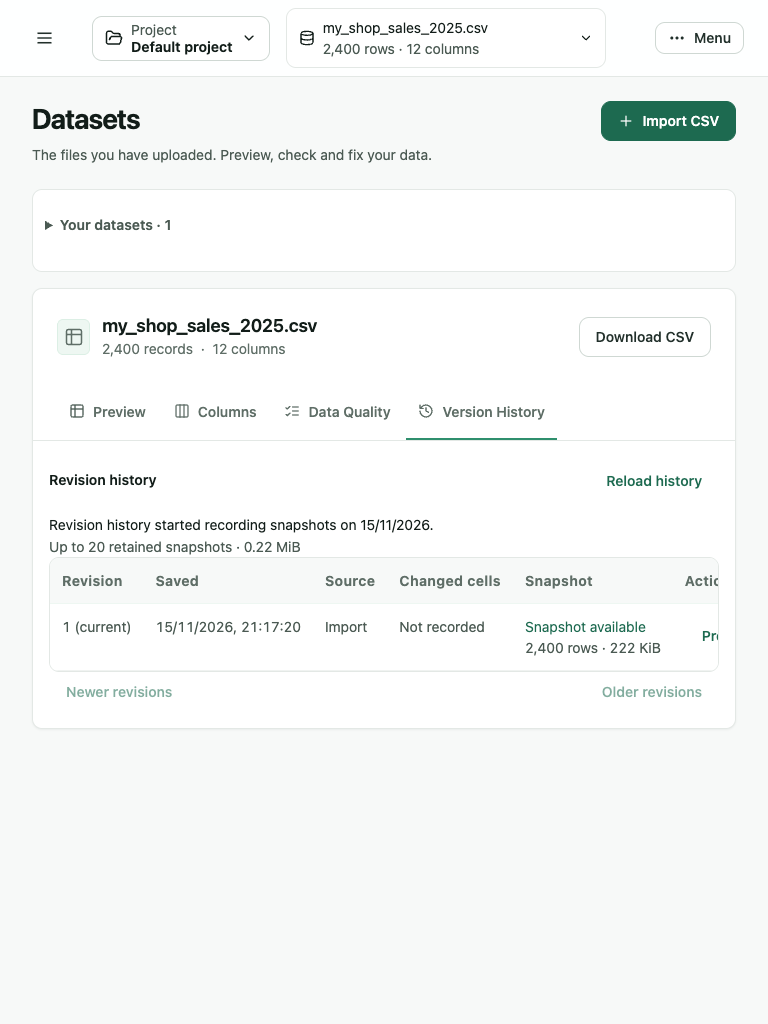 Project
Default project
my_shop_sales_2025.csv
2,400 rows · 12 columns
Menu
Datasets
Import CSV
The files you have uploaded. Preview, check and fix your data.
Your datasets · 1
my_shop_sales_2025.csv
2,400 records · 12 columns
Download CSV
Preview
Columns
Data Quality
Version History
Revision history
Reload history
Revision history started recording snapshots on 15/11/2026.
Up to 20 retained snapshots · 0.22 MiB
Revision Saved Source Changed cells Snapshot
1 (current) 15/11/2026, 21:17:20 Import Not recorded Snapshot available
2,400 rows · 222 KiB
Newer revisions
Older revisions